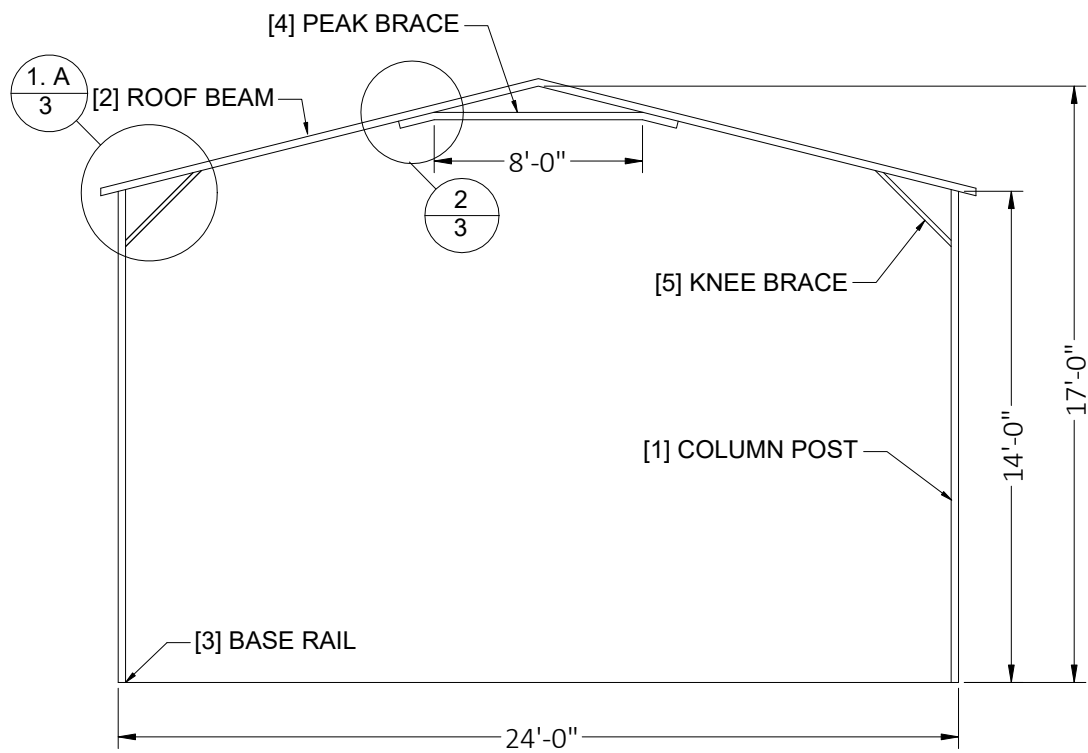 [4] PEAK BRACE
1. A
3
[2] ROOF BEAM
8'-0"
2
3
[5] KNEE BRACE
17'-0"
14'-0"
[1] COLUMN POST
[3] BASE RAIL
24'-0"